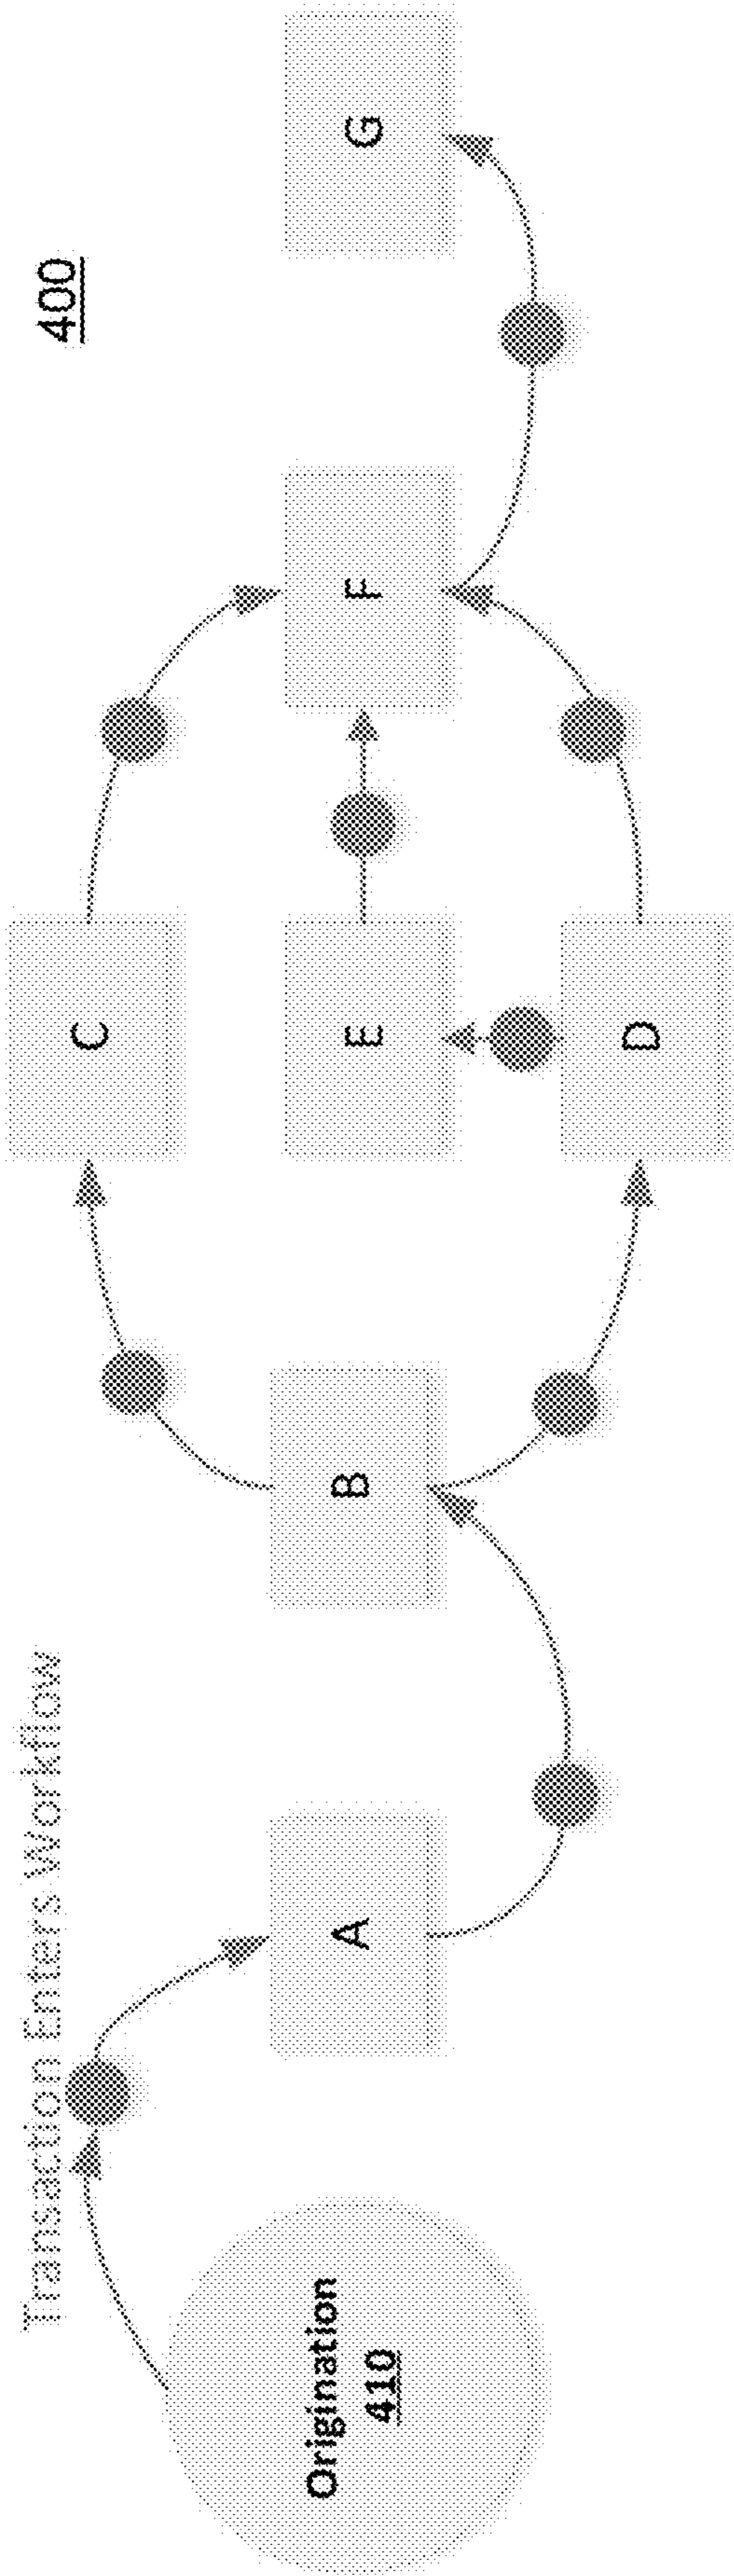 400
Transaction Enters Workflow
Origination
410
A
B
C
E
D
F
G